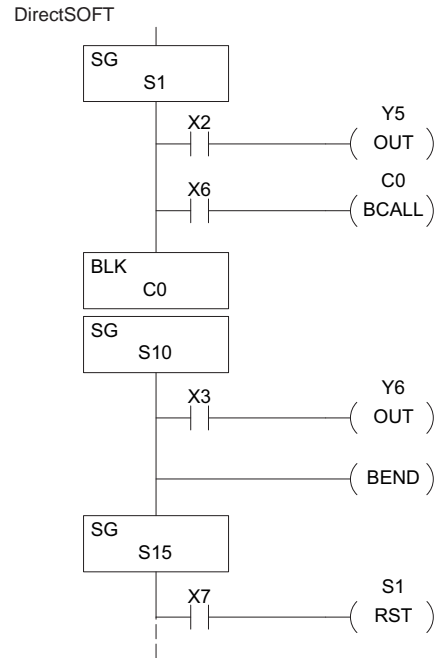 DirectSOFT
SG
S1
X2
Y5
OUT
X6
C0
BCALL
BLK
C0
SG
S10
X3
Y6
OUT
BEND
SG
S15
X7
S1
RST